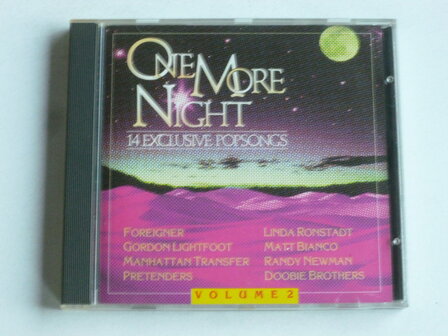 ONE MORE
NIGHT
14 EXCLUSIVE POPSONGS
FOREIGNER
GORDON LIGHTFOOT
MANHATTAN TRANSFER
PRETENDERS
LINDA RONSTADT
MATT BIANCO
RANDY NEWMAN
DOOBIE BROTHERS
VOLUME 2